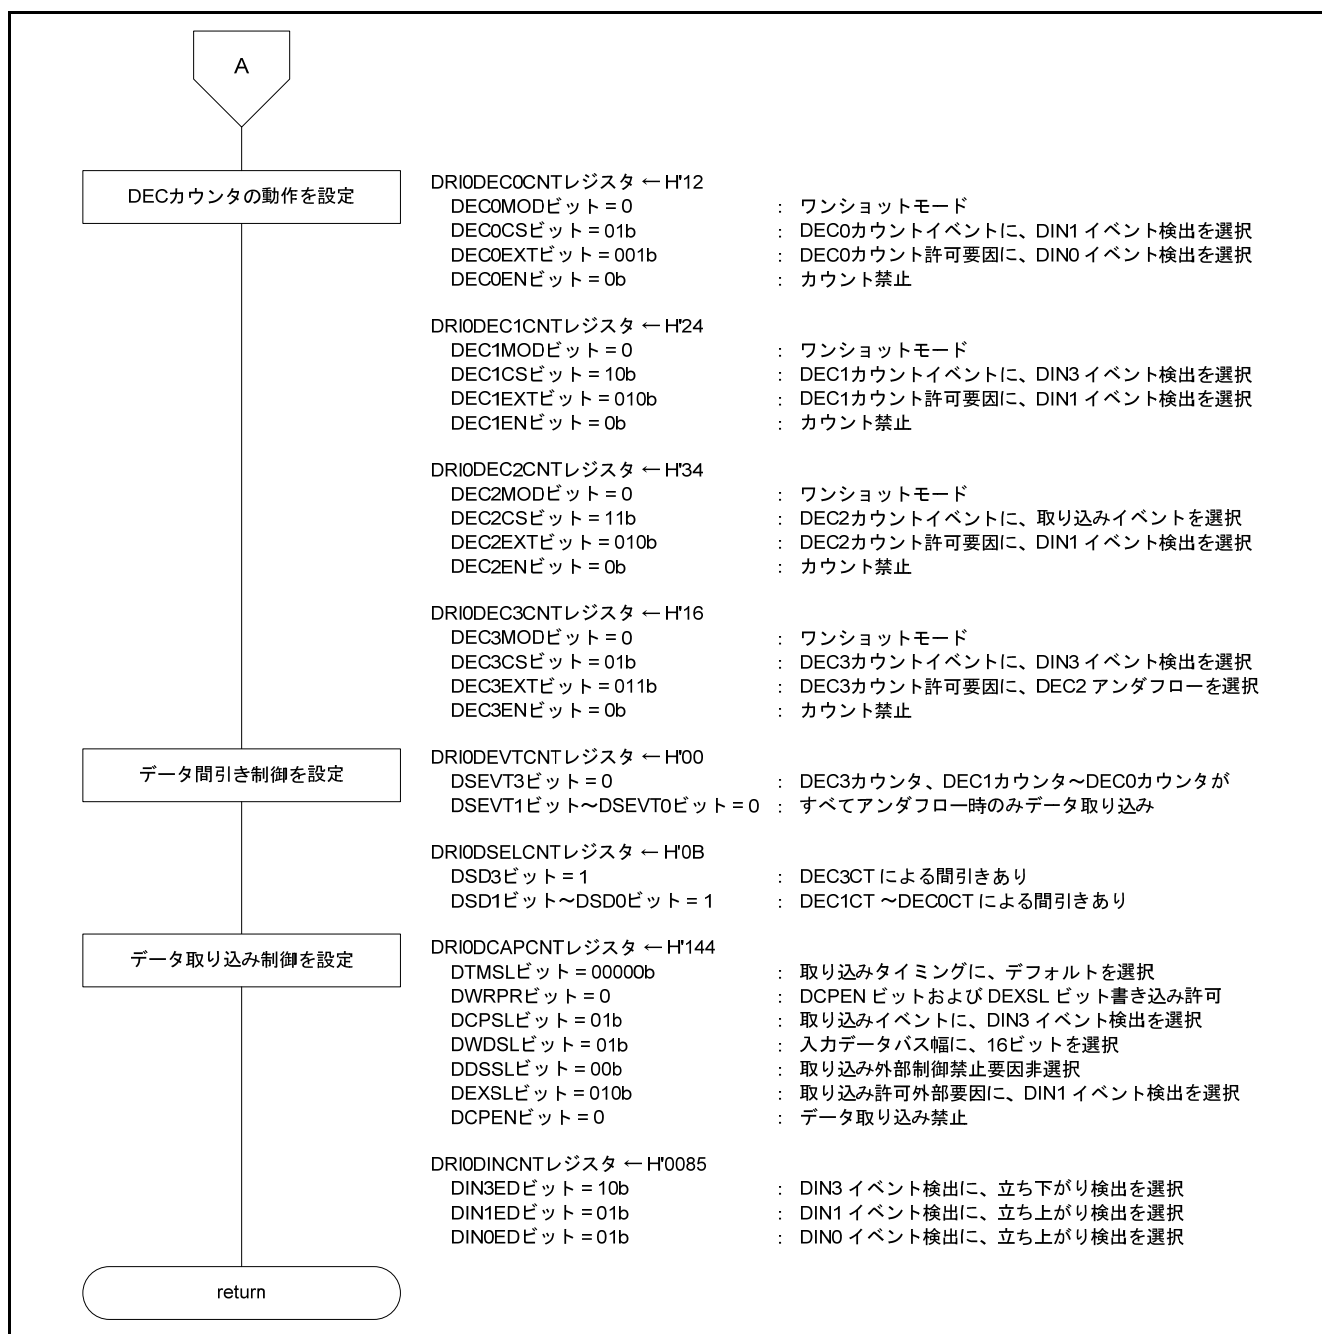 A
DECカウンタの動作を設定
DRI0DEC0CNTレジスタ ← H'12
DEC0MODビット = 0 : ワンショットモード
DEC0CSビット = 01b : DEC0カウントイベントに、DIN1 イベント検出を選択
DEC0EXTビット = 001b : DEC0カウント許可要因に、DIN0 イベント検出を選択
DEC0ENビット = 0b : カウント禁止
DRI0DEC1CNTレジスタ ← H'24
DEC1MODビット = 0 : ワンショットモード
DEC1CSビット = 10b : DEC1カウントイベントに、DIN3 イベント検出を選択
DEC1EXTビット = 010b : DEC1カウント許可要因に、DIN1 イベント検出を選択
DEC1ENビット = 0b : カウント禁止
DRI0DEC2CNTレジスタ ← H'34
DEC2MODビット = 0 : ワンショットモード
DEC2CSビット = 11b : DEC2カウントイベントに、取り込みイベントを選択
DEC2EXTビット = 010b : DEC2カウント許可要因に、DIN1 イベント検出を選択
DEC2ENビット = 0b : カウント禁止
DRI0DEC3CNTレジスタ ← H'16
DEC3MODビット = 0 : ワンショットモード
DEC3CSビット = 01b : DEC3カウントイベントに、DIN3 イベント検出を選択
DEC3EXTビット = 011b : DEC3カウント許可要因に、DEC2 アンダフローを選択
DEC3ENビット = 0b : カウント禁止
データ間引き制御を設定
DRI0DEVTCNTレジスタ ← H'00
DSEVT3ビット = 0 : DEC3カウンタ、DEC1カウンタ～DEC0カウンタが
DSEVT1ビット～DSEVT0ビット = 0 : すべてアンダフロー時のみデータ取り込み
DRI0DSELCNTレジスタ ← H'0B
DSD3ビット = 1 : DEC3CT による間引きあり
DSD1ビット～DSD0ビット = 1 : DEC1CT ～DEC0CT による間引きあり
データ取り込み制御を設定
DRI0DCAPCNTレジスタ ← H'144
DTMSLビット = 00000b : 取り込みタイミングに、デフォルトを選択
DWRPRビット = 0 : DCPEN ビットおよび DEXSL ビット書き込み許可
DCPSLビット = 01b : 取り込みイベントに、DIN3 イベント検出を選択
DWDSLビット = 01b : 入力データバス幅に、16ビットを選択
DDSSLビット = 00b : 取り込み外部制御禁止要因非選択
DEXSLビット = 010b : 取り込み許可外部要因に、DIN1 イベント検出を選択
DCPENビット = 0 : データ取り込み禁止
DRI0DINCNTレジスタ ← H'0085
DIN3EDビット = 10b : DIN3 イベント検出に、立ち下がり検出を選択
DIN1EDビット = 01b : DIN1 イベント検出に、立ち上がり検出を選択
DIN0EDビット = 01b : DIN0 イベント検出に、立ち上がり検出を選択
return